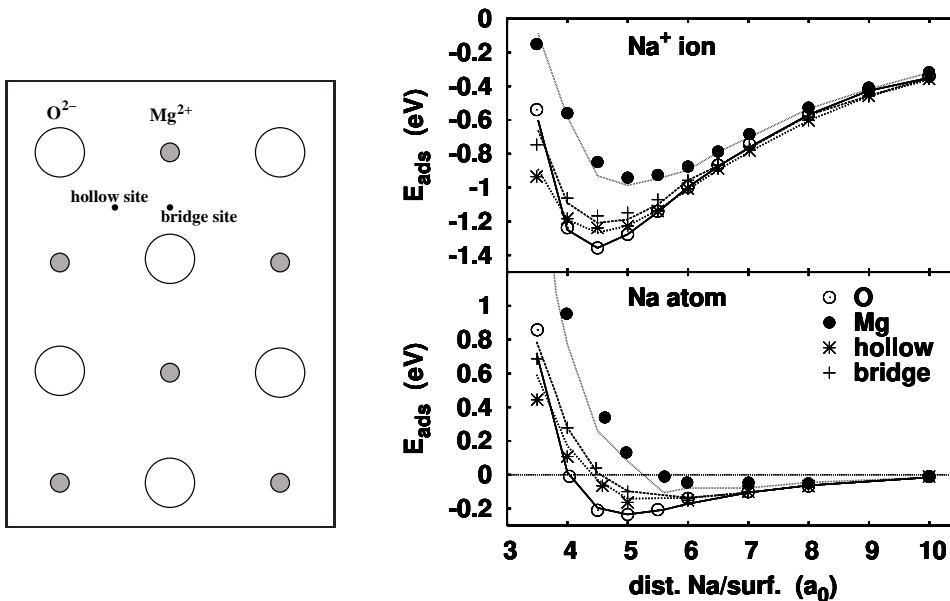 O²⁻ Mg²⁺
hollow site
bridge site
0
-0.2
-0.4
-0.6
-0.8
-1
-1.2
-1.4
E_ads (eV)
Na⁺ ion
1
0.8
0.6
0.4
0.2
0
-0.2
E_ads (eV)
Na atom
O
Mg
hollow
bridge
3 4 5 6 7 8 9 10
dist. Na/surf. (a₀)